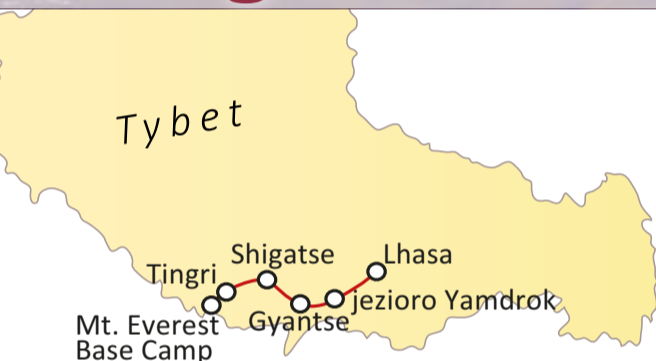 Tybet
Shigatse
Lhasa
Tingri
jezioro Yamdrok
Gyantse
Mt. Everest
Base Camp